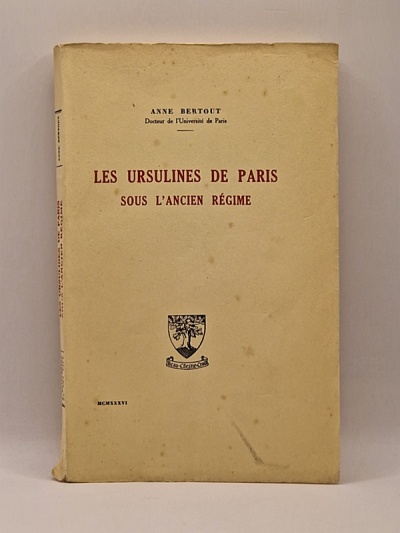 ANNE BERTOUT
Docteur de l'Université de Paris
LES URSULINES DE PARIS
SOUS L'ANCIEN RÉGIME
MCMXXXVI